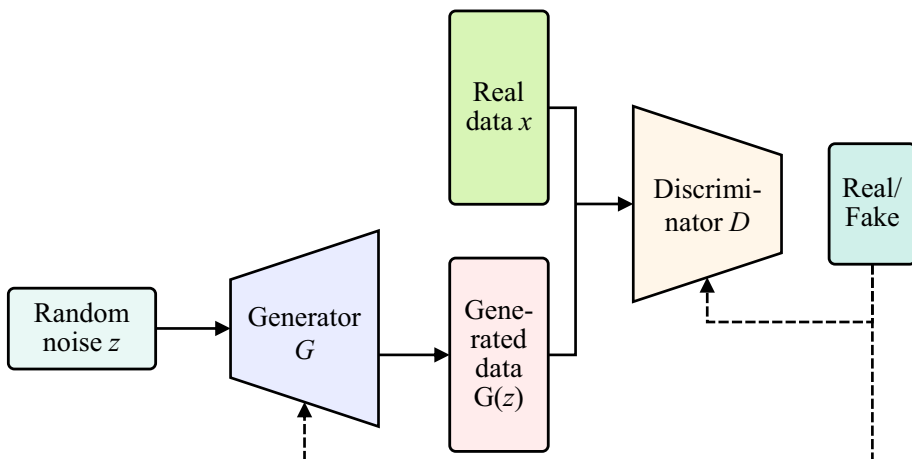 Real
data x
Discrimi-
nator D
Real/
Fake
Random
noise z
Generator
G
Gene-
rated
data
G(z)